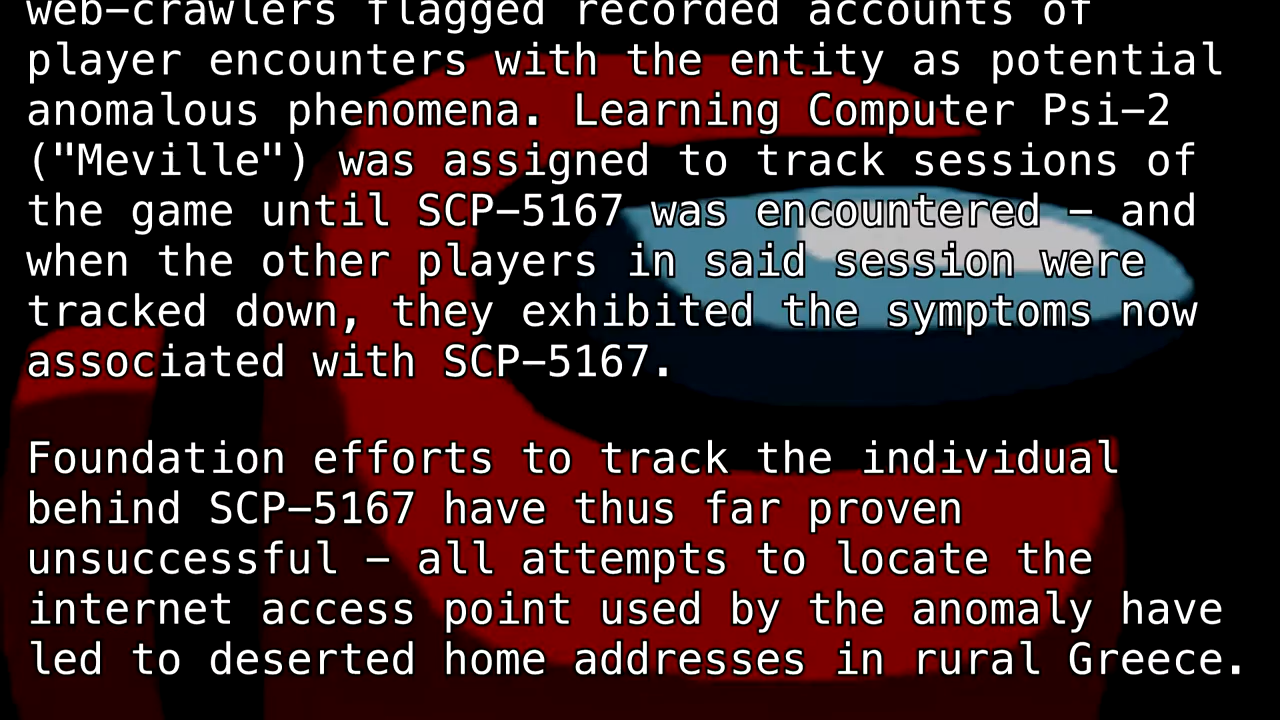 web-crawlers flagged recorded accounts of
player encounters with the entity as potential
anomalous phenomena. Learning Computer Psi-2
("Meville") was assigned to track sessions of
the game until SCP-5167 was encountered – and
when the other players in said session were
tracked down, they exhibited the symptoms now
associated with SCP-5167.
Foundation efforts to track the individual
behind SCP-5167 have thus far proven
unsuccessful – all attempts to locate the
internet access point used by the anomaly have
led to deserted home addresses in rural Greece.